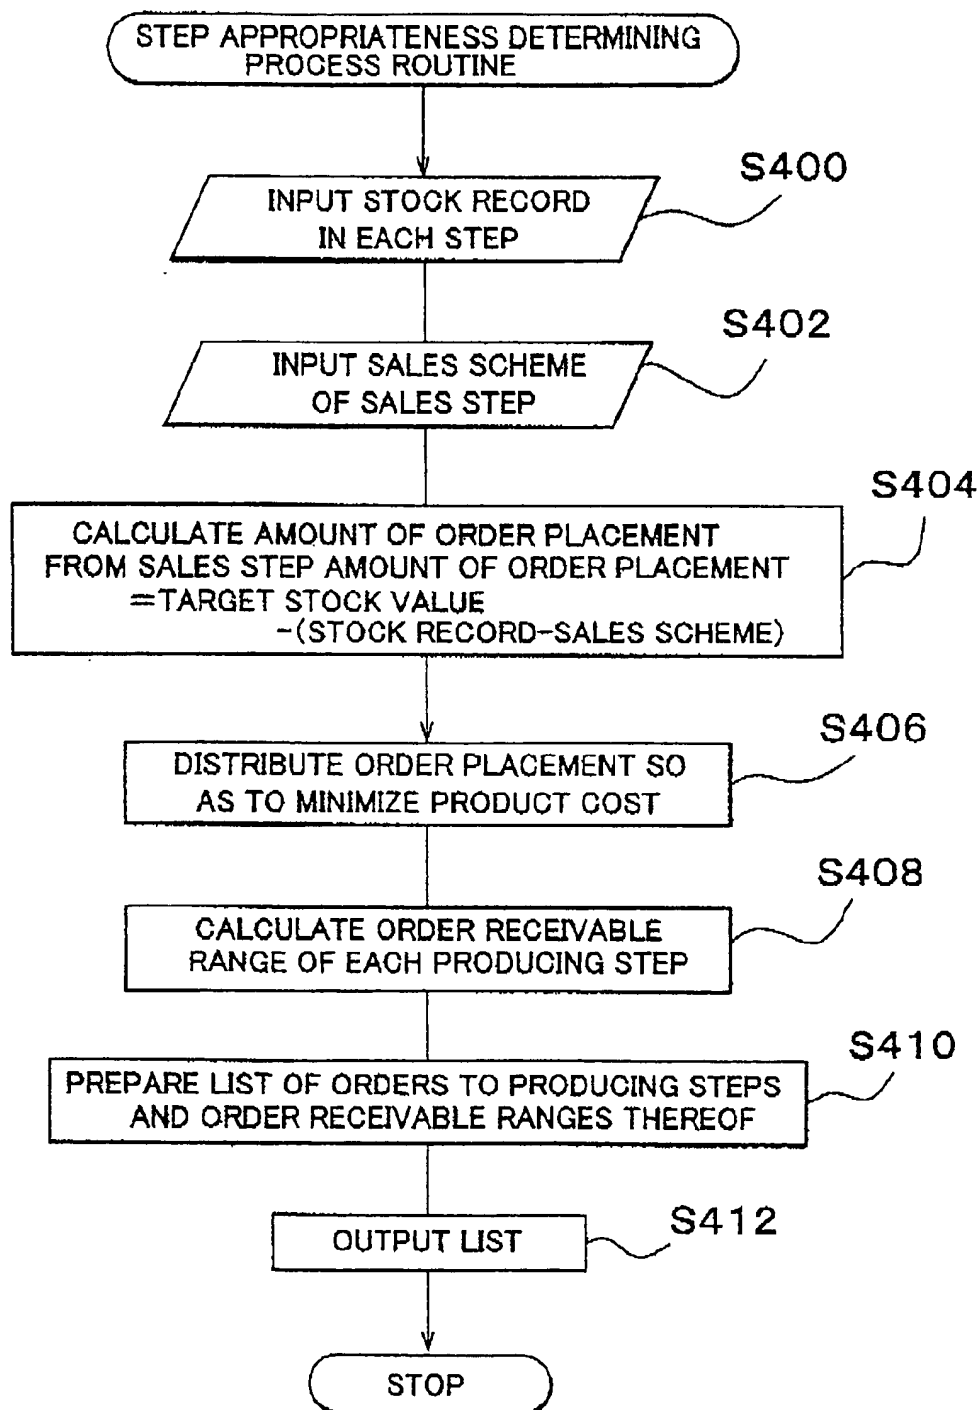 STEP APPROPRIATENESS DETERMINING
PROCESS ROUTINE
S400
INPUT STOCK RECORD
IN EACH STEP
S402
INPUT SALES SCHEME
OF SALES STEP
S404
CALCULATE AMOUNT OF ORDER PLACEMENT
FROM SALES STEP AMOUNT OF ORDER PLACEMENT
=TARGET STOCK VALUE
-(STOCK RECORD-SALES SCHEME)
S406
DISTRIBUTE ORDER PLACEMENT SO
AS TO MINIMIZE PRODUCT COST
S408
CALCULATE ORDER RECEIVABLE
RANGE OF EACH PRODUCING STEP
S410
PREPARE LIST OF ORDERS TO PRODUCING STEPS
AND ORDER RECEIVABLE RANGES THEREOF
S412
OUTPUT LIST
STOP